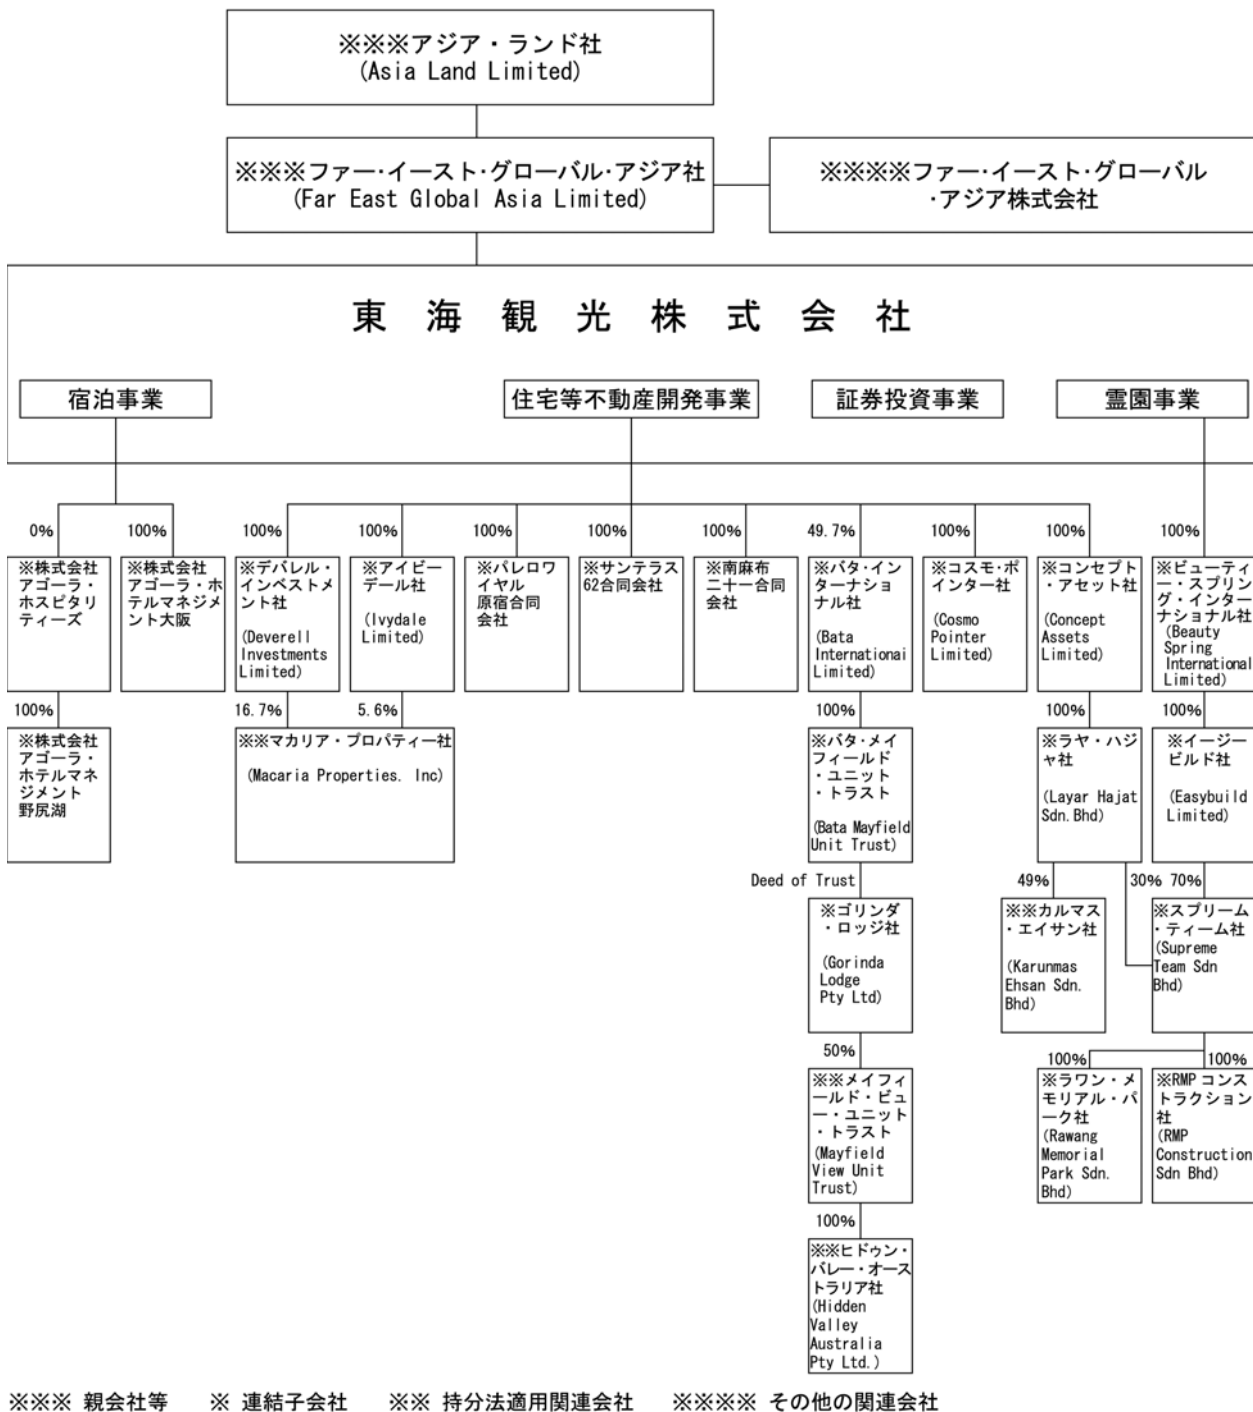 ※※※アジア・ランド社
(Asia Land Limited)
※※※ファー・イースト・グローバル・アジア社
(Far East Global Asia Limited)
※※※※ファー・イースト・グローバル
・アジア株式会社
東海観光株式会社
宿泊事業
住宅等不動産開発事業
証券投資事業
霊園事業
0%
100%
100%
100%
100%
100%
100%
49.7%
100%
100%
100%
※株式会社
アゴーラ・
ホスピタリ
ティーズ
※株式会社
アゴーラ・ホ
テルマネジメ
ント大阪
※デバレル・
インベストメ
ント社
(Deverell
Investments
Limited)
※アイビー
デール社
(Ivydale
Limited)
※パレロワ
イヤル
原宿合同
会社
※サンテラス
62合同会社
※南麻布
二十一合同
会社
※バタ・イン
ターナショ
ナル社
(Bata
Internationai
Limited)
※コスモ・ポ
インター社
(Cosmo
Pointer
Limited)
※コンセプト
・アセット社
(Concept
Assets
Limited)
※ビューティ
ー・スプリン
グ・インター
ナショナル社
(Beauty
Spring
International
Limited)
100%
16.7%
5.6%
100%
100%
100%
※株式会社
アゴーラ・
ホテルマネ
ジメント
野尻湖
※※マカリア・プロパティー社
(Macaria Properties. Inc)
※バタ・メイ
フィールド
・ユニット
・トラスト
(Bata Mayfield
Unit Trust)
※ラヤ・ハジ
ャ社
(Layar Hajat
Sdn.Bhd)
※イージー
ビルド社
(Easybuild
Limited)
Deed of Trust
49%
30%
70%
※ゴリンダ
・ロッジ社
(Gorinda
Lodge
Pty Ltd)
※※カルマス
・エイサン社
(Karunmas
Ehsan Sdn.
Bhd)
※スプリーム
・ティーム社
(Supreme
Team Sdn
Bhd)
50%
100%
100%
※※メイフィ
ールド・ビュ
ー・ユニット
・トラスト
(Mayfield
View Unit
Trust)
※ラワン・メ
モリアル・パ
ーク社
(Rawang
Memorial
Park Sdn.
Bhd)
※RMPコンス
トラクション
社
(RMP
Construction
Sdn Bhd)
100%
※※ヒドゥン・
バレー・オース
トラリア社
(Hidden
Valley
Australia
Pty Ltd.)
※※※ 親会社等 ※ 連結子会社 ※※ 持分法適用関連会社 ※※※※ その他の関連会社